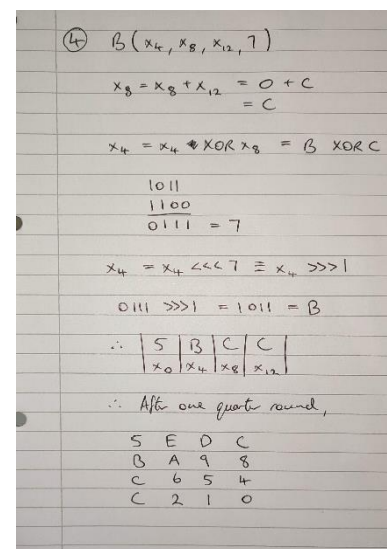 ④ B(x₄, x₈, x₁₂, 7)
x₈ = x₈ + x₁₂ = 0 + C
= C
x₄ = x₄ XOR x₈ = B XOR C
1011
1100
0111 = 7
x₄ = x₄ <<< 7 ≡ x₄ >>> 1
0111 >>> 1 = 1011 = B
∴ | 5 | B | C | C |
| x₀ | x₄ | x₈ | x₁₂ |
∴ After one quarter round,
5 E D C
B A 9 8
C 6 5 4
C 2 1 0